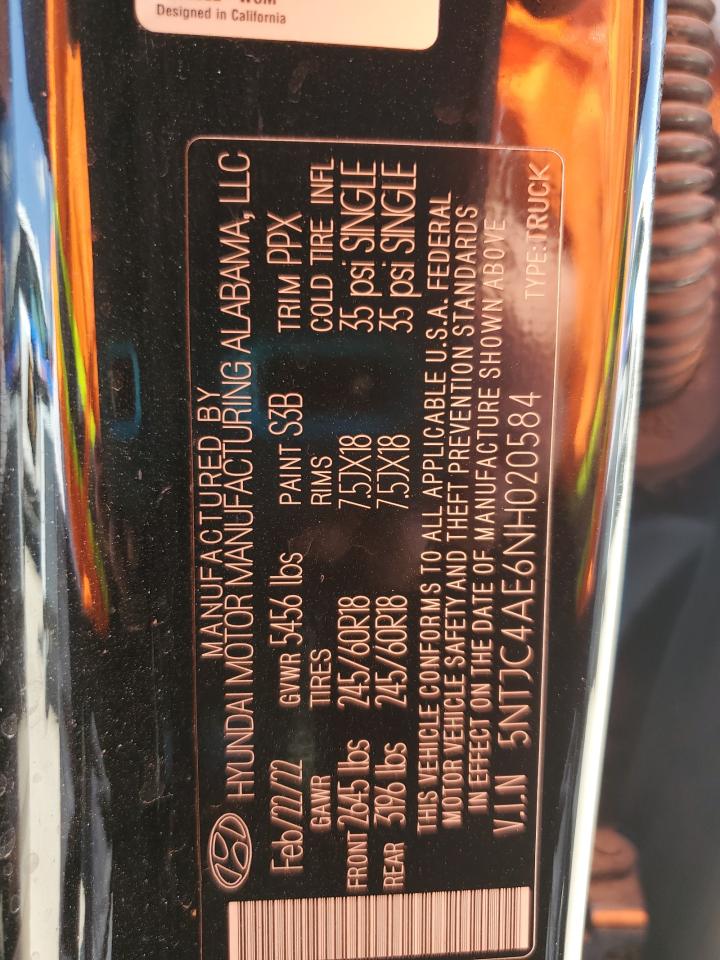 Designed in California
MANUFACTURED BY
HYUNDAI MOTOR MANUFACTURING ALABAMA, LLC
Feb/22/22 GVWR 5456 lbs PAINT S3B TRIM PPX
GAWR TIRES RIMS COLD TIRE INFL
FRONT 2645 lbs 245/60R18 7.5JX18 35 psi SINGLE
REAR 3196 lbs 245/60R18 7.5JX18 35 psi SINGLE
THIS VEHICLE CONFORMS TO ALL APPLICABLE U.S.A. FEDERAL
MOTOR VEHICLE SAFETY AND THEFT PREVENTION STANDARDS
IN EFFECT ON THE DATE OF MANUFACTURE SHOWN ABOVE
V.I.N 5NTJC4AE6NH020584
TYPE:TRUCK